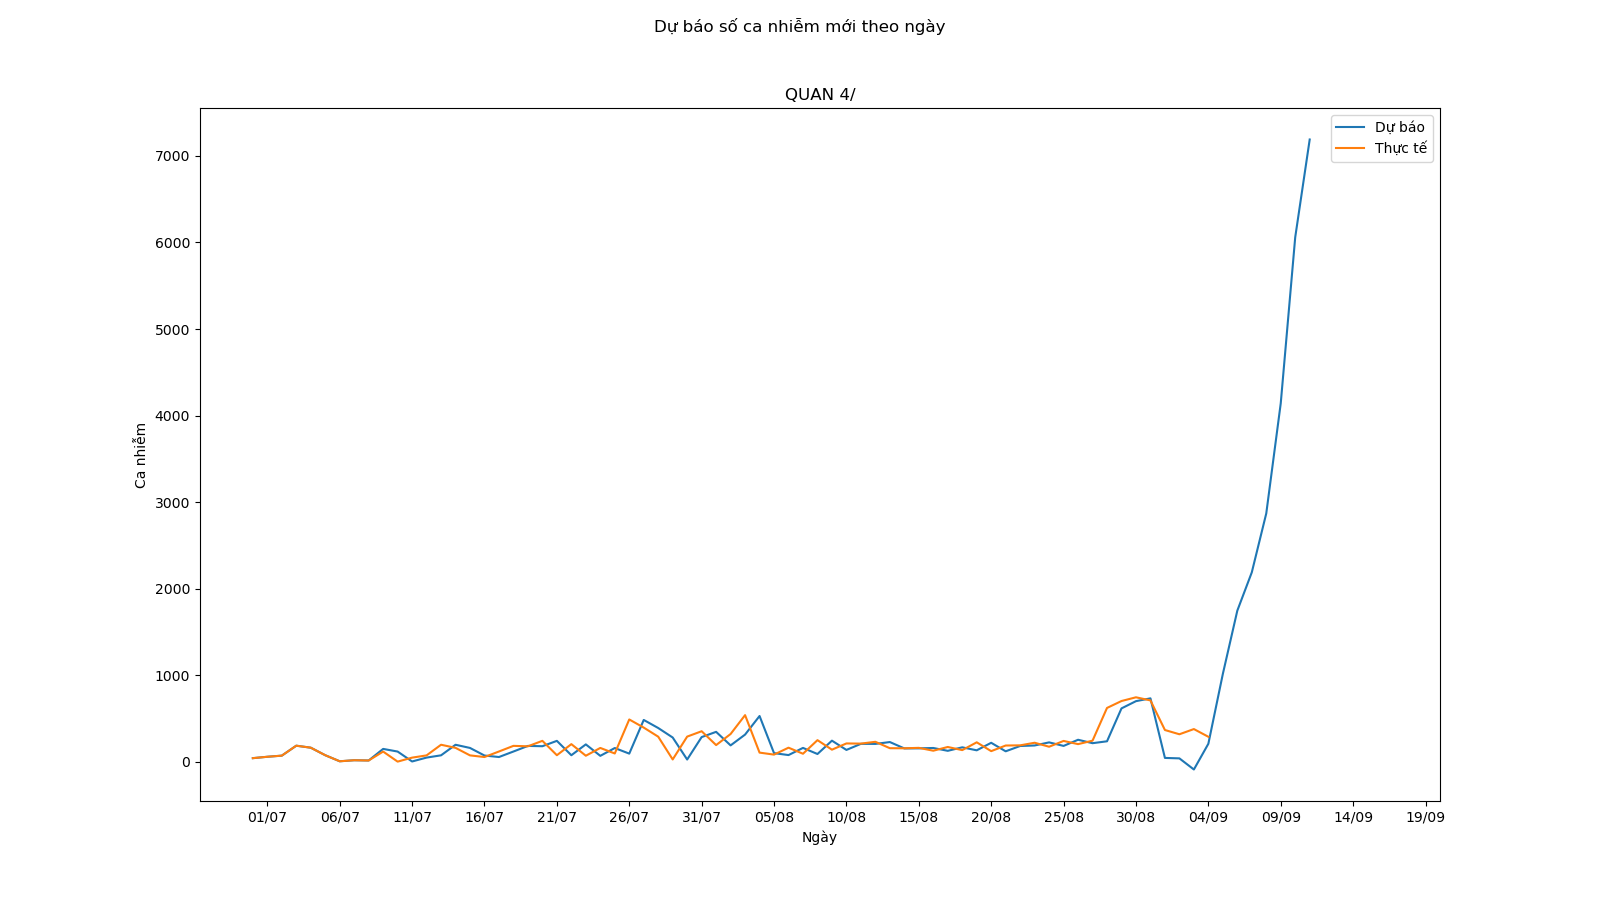 Dự báo số ca nhiễm mới theo ngày
QUAN 4/
Dự báo
Thực tế
7000
6000
5000
4000
3000
2000
1000
0
Ca nhiễm
01/07 06/07 11/07 16/07 21/07 26/07 31/07 05/08 10/08 15/08 20/08 25/08 30/08 04/09 09/09 14/09 19/09
Ngày